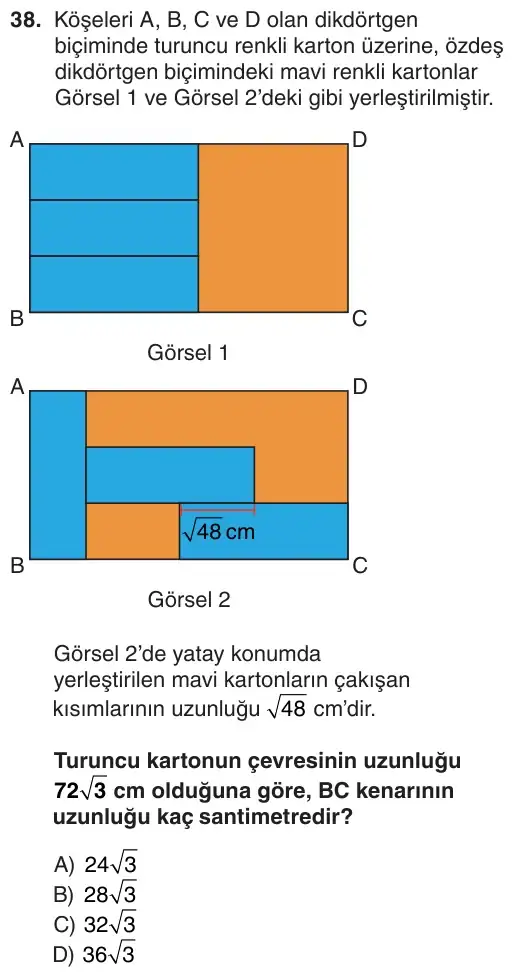 38. Köşeleri A, B, C ve D olan dikdörtgen
biçiminde turuncu renkli karton üzerine, özdeş
dikdörtgen biçimindeki mavi renkli kartonlar
Görsel 1 ve Görsel 2’deki gibi yerleştirilmiştir.
A D
B C
Görsel 1
A D
√48 cm
B C
Görsel 2
Görsel 2’de yatay konumda
yerleştirilen mavi kartonların çakışan
kısımlarının uzunluğu √48 cm’dir.
Turuncu kartonun çevresinin uzunluğu
72√3 cm olduğuna göre, BC kenarının
uzunluğu kaç santimetredir?
A) 24√3
B) 28√3
C) 32√3
D) 36√3